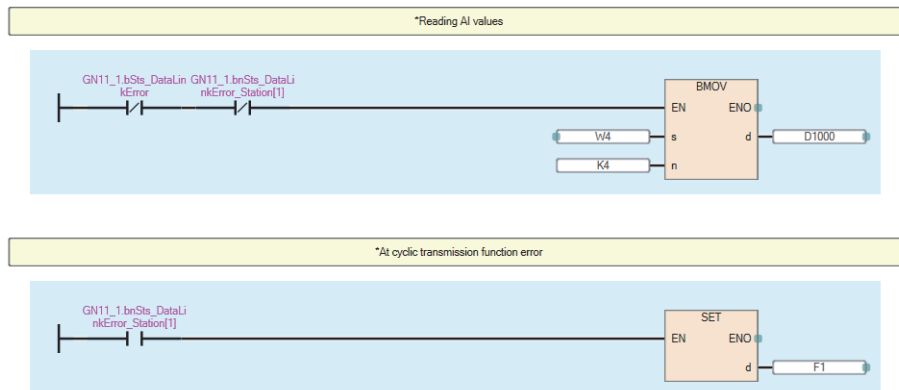 *Reading AI values
GN11_1.bSts_DataLin GN11_1.bnSts_DataLi
kError nkError_Station[1]
BMOV
EN ENO
W4 s d D1000
K4 n
*At cyclic transmission function error
GN11_1.bnSts_DataLi
nkError_Station[1]
SET
EN ENO
d F1